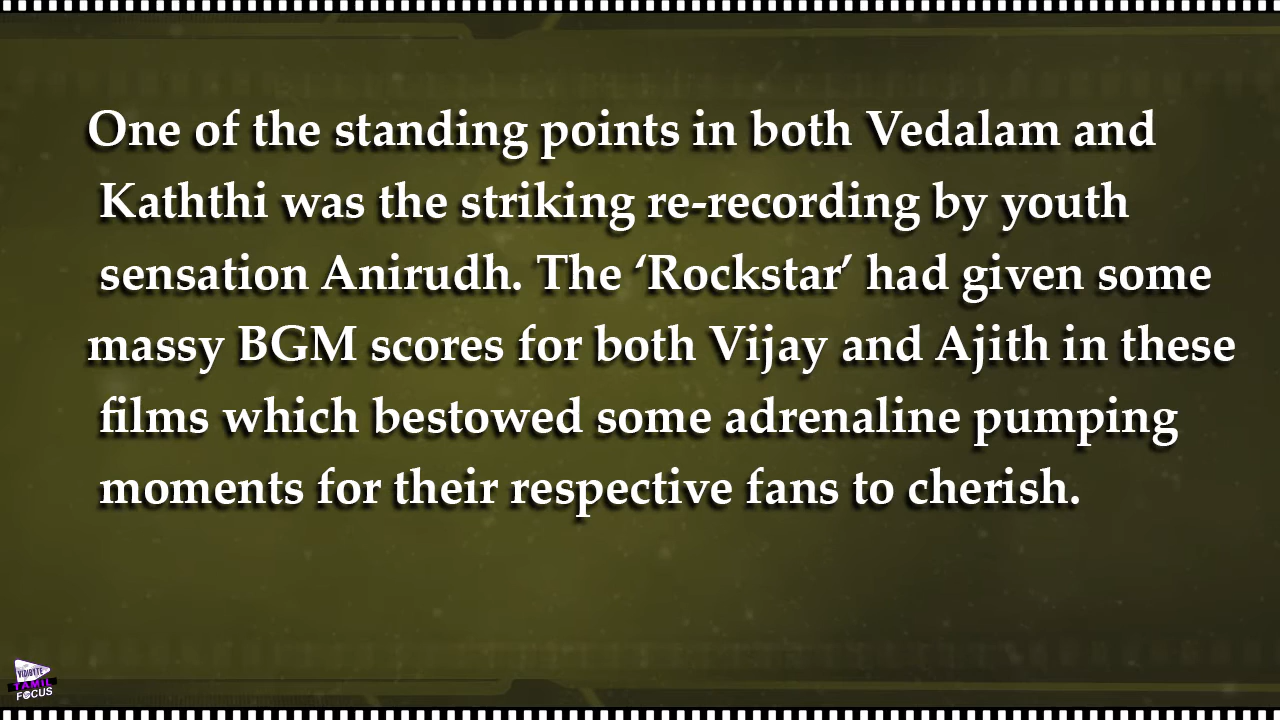 One of the standing points in both Vedalam and
Kaththi was the striking re-recording by youth
sensation Anirudh. The ‘Rockstar’ had given some
massy BGM scores for both Vijay and Ajith in these
films which bestowed some adrenaline pumping
moments for their respective fans to cherish.
VIDIBYTE
TAMIL
FOCUS